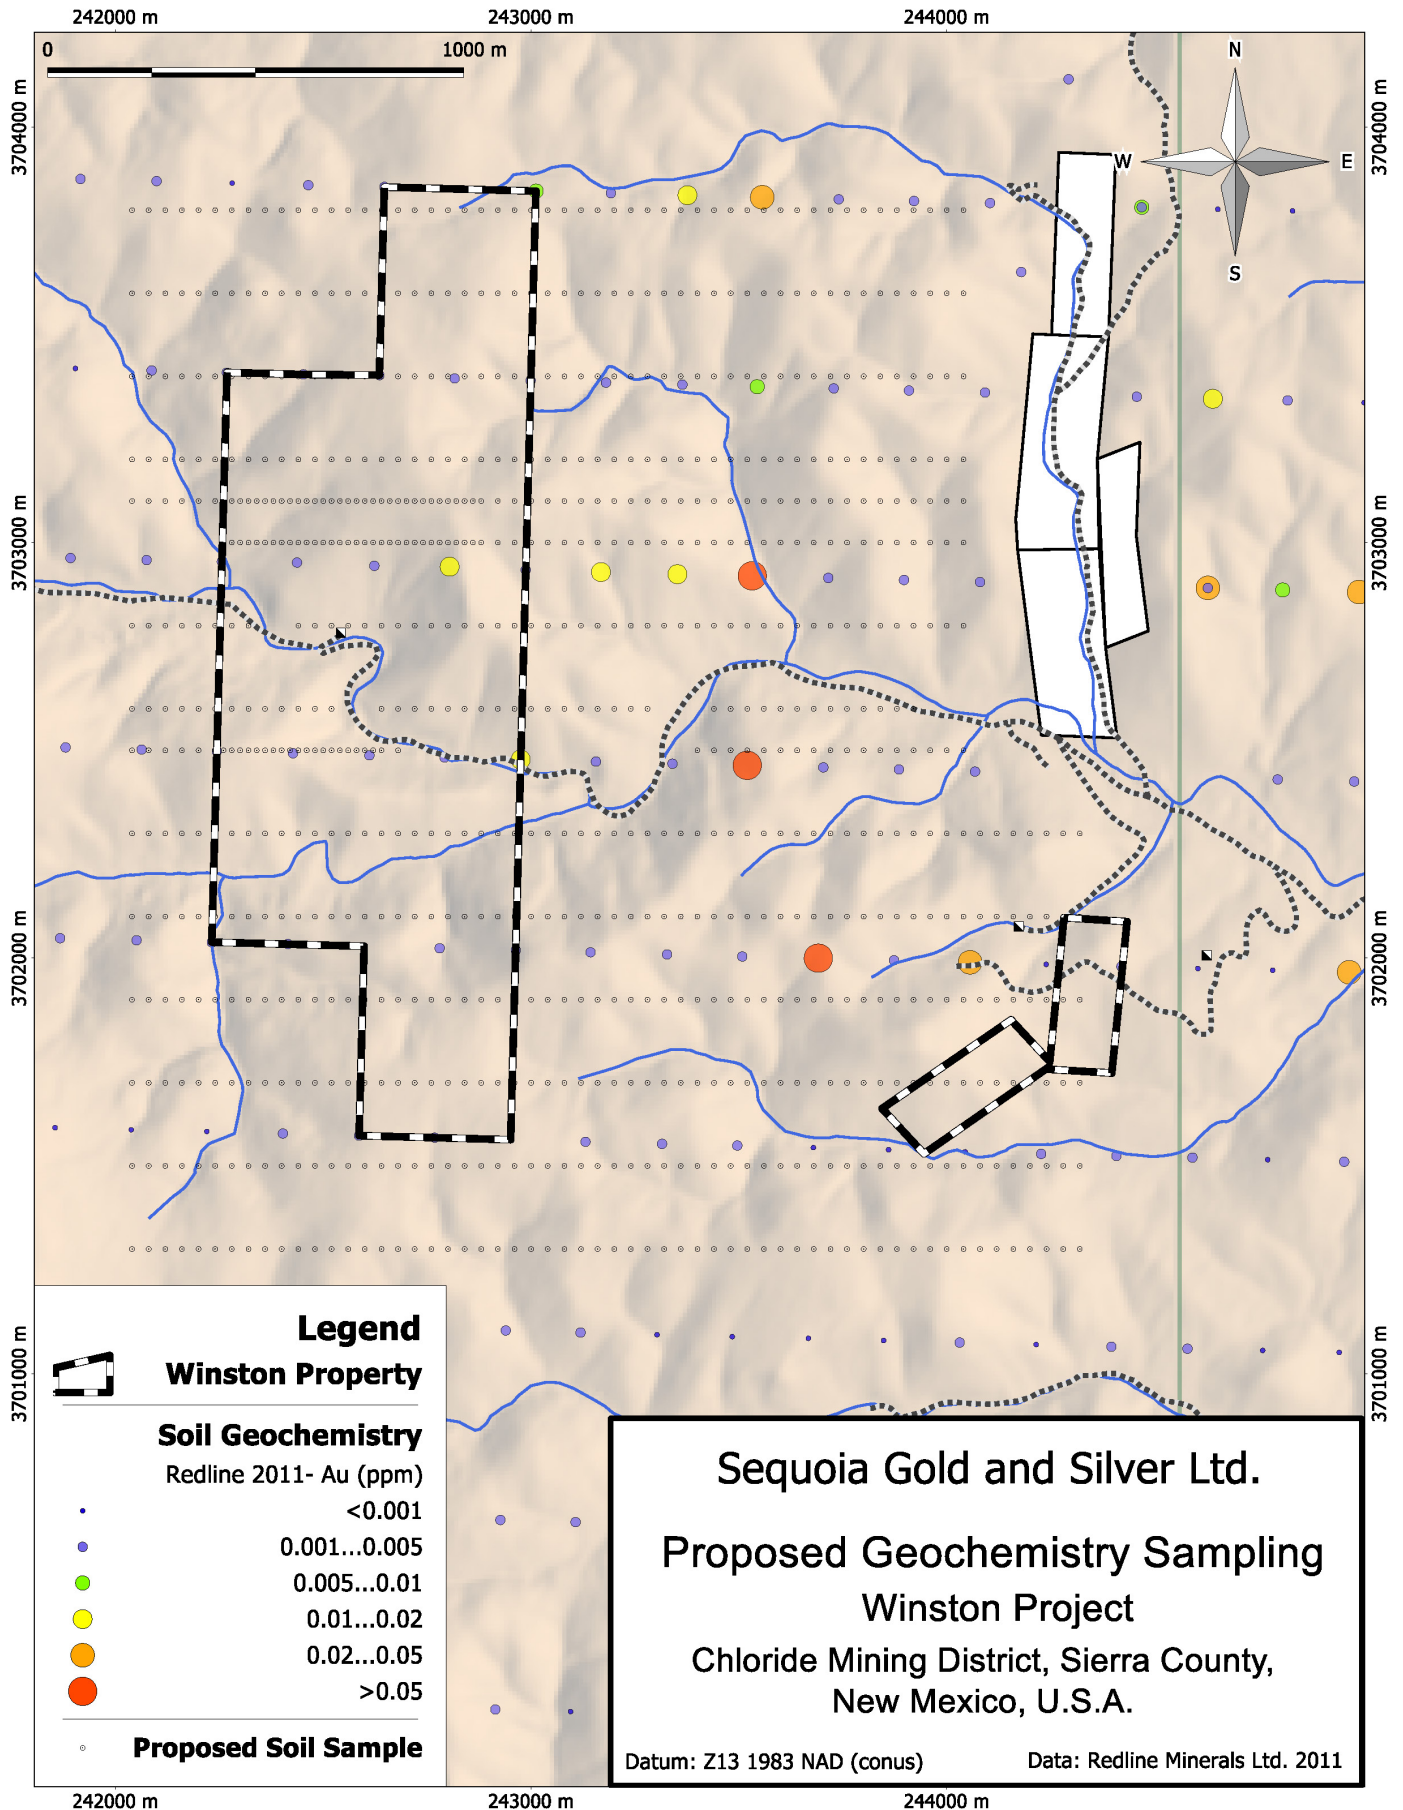 242000 m
243000 m
244000 m
0
1000 m
N
W
E
S
3704000 m
3704000 m
3703000 m
3703000 m
3702000 m
3702000 m
3701000 m
3701000 m
Legend
Winston Property
Soil Geochemistry
Redline 2011- Au (ppm)
<0.001
0.001...0.005
0.005...0.01
0.01...0.02
0.02...0.05
>0.05
Proposed Soil Sample
Sequoia Gold and Silver Ltd.
Proposed Geochemistry Sampling
Winston Project
Chloride Mining District, Sierra County,
New Mexico, U.S.A.
Datum: Z13 1983 NAD (conus)
Data: Redline Minerals Ltd. 2011
242000 m
243000 m
244000 m